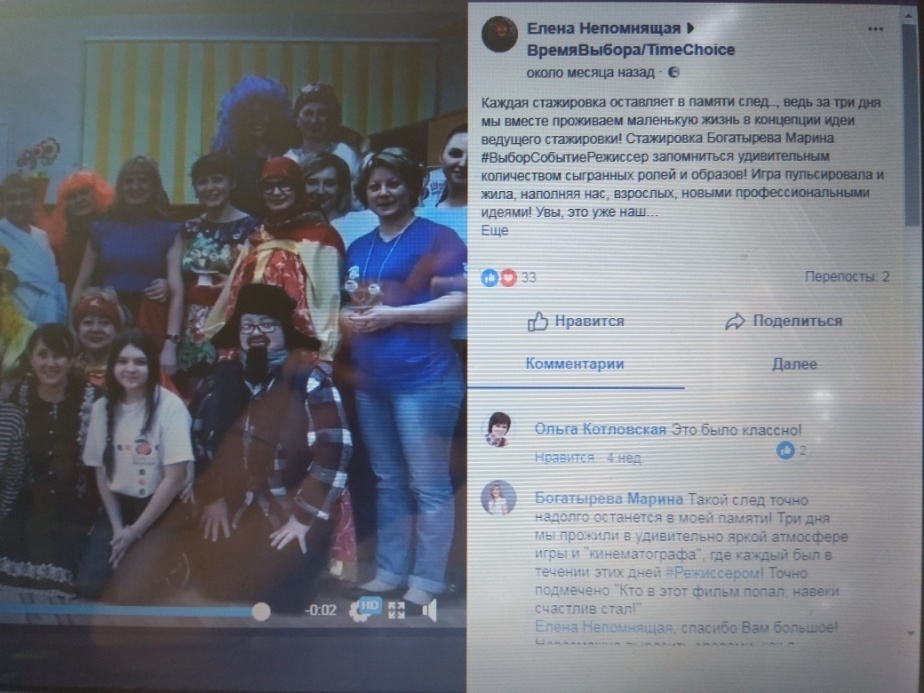 Елена Непомнящая ▶
ВремяВыбора/TimeChoice
около месяца назад ·
Каждая стажировка оставляет в памяти след.., ведь за три дня
мы вместе проживаем маленькую жизнь в концепции идеи
ведущего стажировки! Стажировка Богатырева Марина
#ВыборСобытиеРежиссер запомниться удивительным
количеством сыгранных ролей и образов! Игра пульсировала и
жила, наполняя нас, взрослых, новыми профессиональными
идеями! Увы, это уже наш...
Еще
33
Перепосты: 2
Нравится
Поделиться
Комментарии
Далее
Ольга Котловская Это было классно!
2
Нравится · 4 нед.
Богатырева Марина Такой след точно
надолго останется в моей памяти! Три дня
мы прожили в удивительно яркой атмосфере
игры и "кинематографа", где каждый был в
течении этих дней #Режиссером! Точно
подмечено "Кто в этот фильм попал, навеки
счастлив стал!"
Елена Непомнящая, спасибо Вам большое!
-0:02
HD